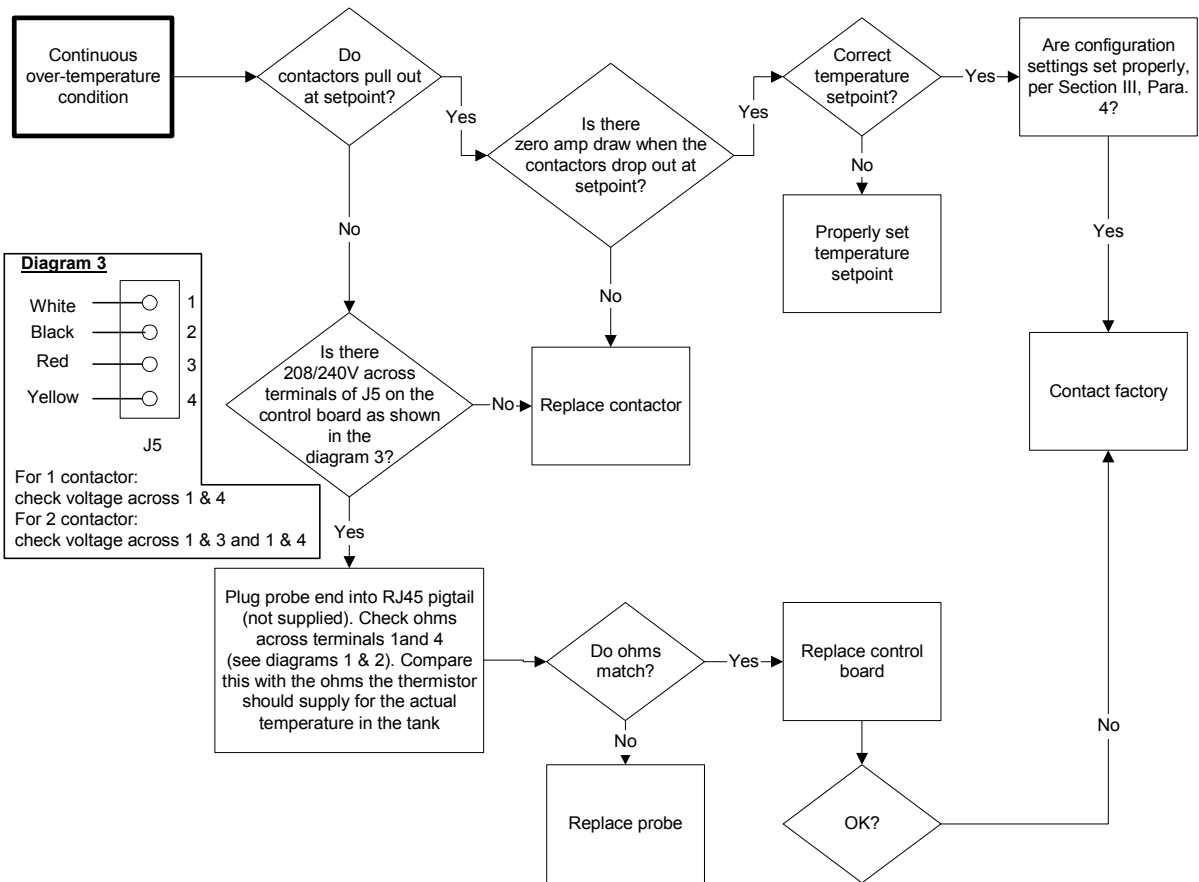 Continuous
over-temperature
condition
Do
contactors pull out
at setpoint?
Yes
Is there
zero amp draw when the
contactors drop out at
setpoint?
Yes
Correct
temperature
setpoint?
Yes
Are configuration
settings set properly,
per Section III, Para.
4?
No
Properly set
temperature
setpoint
Yes
No
No
Diagram 3
White 1
Black 2
Red 3
Yellow 4
J5
For 1 contactor:
check voltage across 1 & 4
For 2 contactor:
check voltage across 1 & 3 and 1 & 4
Is there
208/240V across
terminals of J5 on the
control board as shown
in the
diagram 3?
No
Replace contactor
Contact factory
Yes
Plug probe end into RJ45 pigtail
(not supplied). Check ohms
across terminals 1and 4
(see diagrams 1 & 2). Compare
this with the ohms the thermistor
should supply for the actual
temperature in the tank
Do ohms
match?
Yes
Replace control
board
No
No
Replace probe
OK?